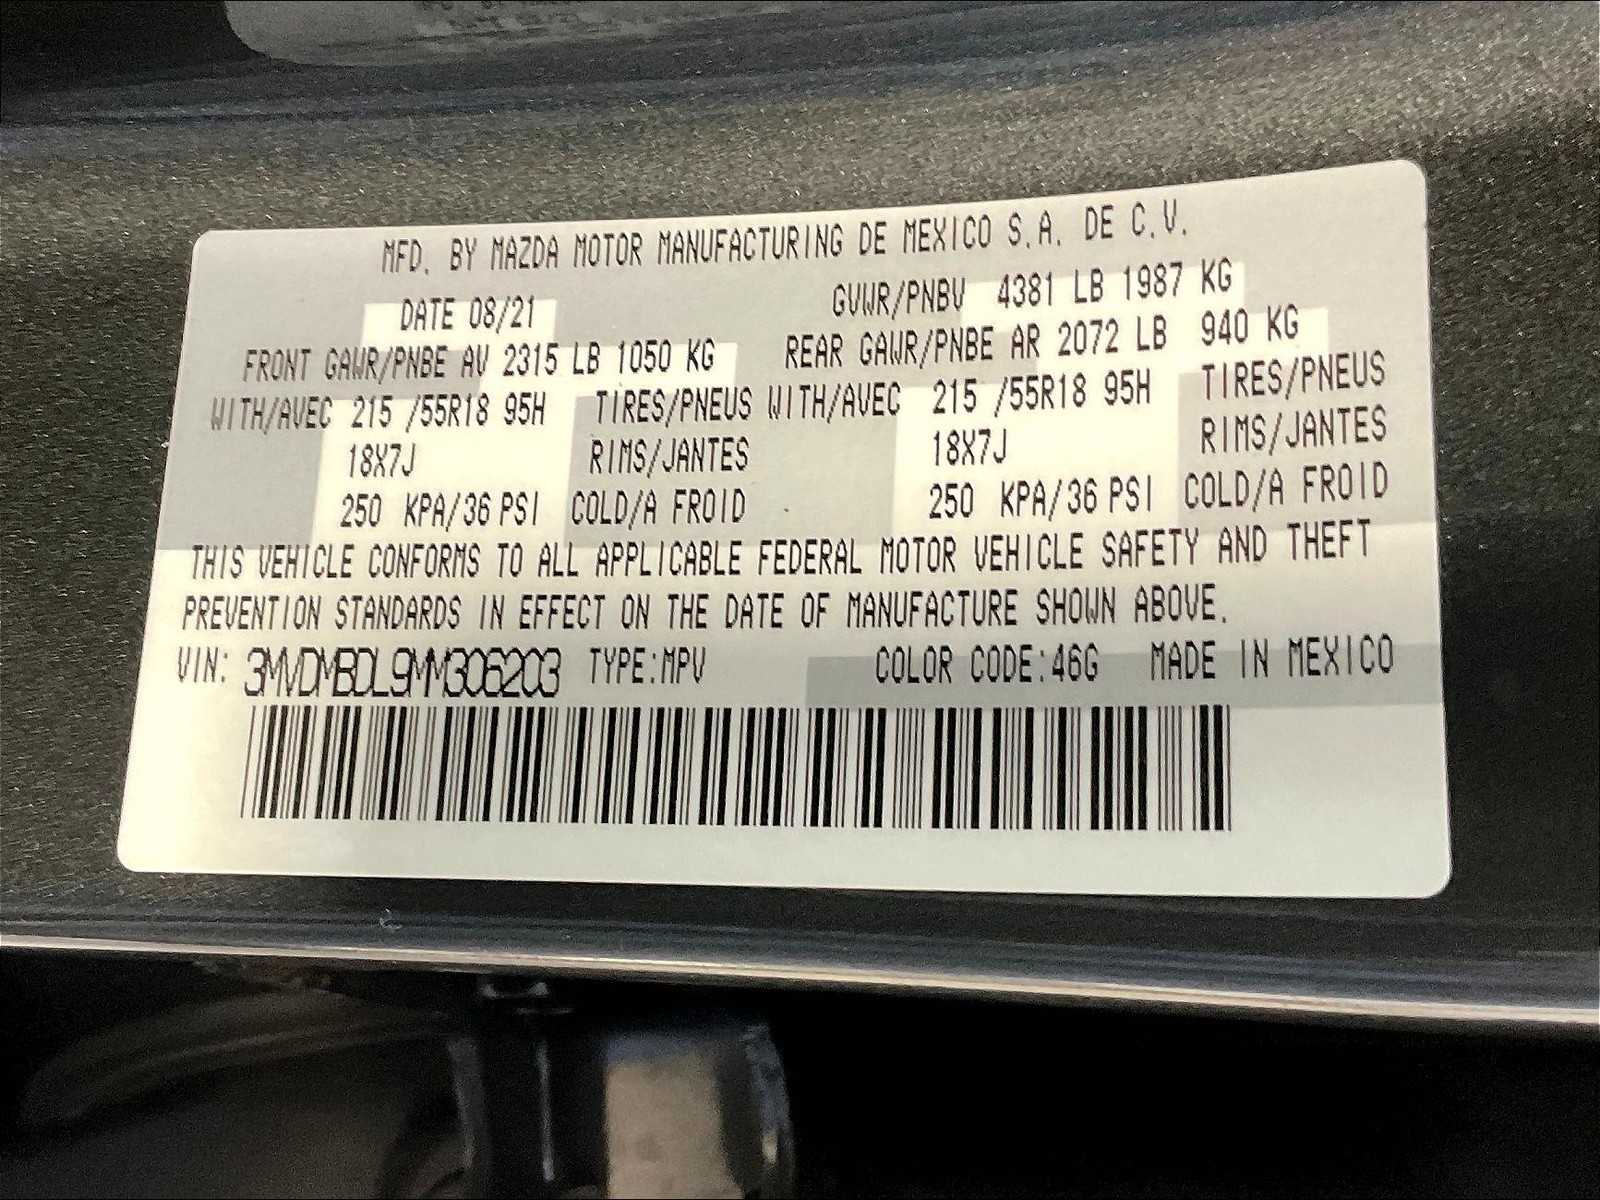 MFD. BY MAZDA MOTOR MANUFACTURING DE MEXICO S.A. DE C.V.
DATE 08/21 GVWR/PNBV 4381 LB 1987 KG
FRONT GAWR/PNBE AV 2315 LB 1050 KG REAR GAWR/PNBE AR 2072 LB 940 KG
WITH/AVEC 215 /55R18 95H TIRES/PNEUS WITH/AVEC 215 /55R18 95H TIRES/PNEUS
18X7J RIMS/JANTES 18X7J RIMS/JANTES
250 KPA/36 PSI COLD/A FROID 250 KPA/36 PSI COLD/A FROID
THIS VEHICLE CONFORMS TO ALL APPLICABLE FEDERAL MOTOR VEHICLE SAFETY AND THEFT
PREVENTION STANDARDS IN EFFECT ON THE DATE OF MANUFACTURE SHOWN ABOVE.
VIN: 3MVDMBDL9MM306203 TYPE:MPV COLOR CODE:46G MADE IN MEXICO